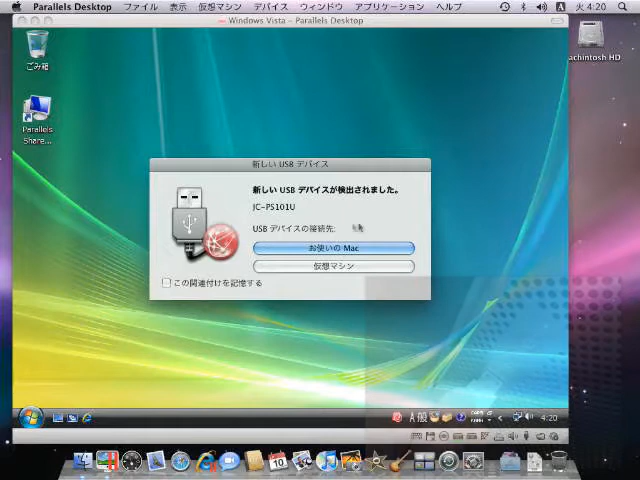 Parallels Desktop ファイル 表示 仮想マシン デバイス ウィンドウ アプリケーション ヘルプ A 火 4:20
Windows Vista – Parallels Desktop
ごみ箱
achintosh HD
Parallels
Share...
新しい USB デバイス
新しい USB デバイスが検出されました。
JC-PS101U
USB デバイスの接続先:
お使いの Mac
仮想マシン
この関連付けを記憶する
A 般
4:20
10